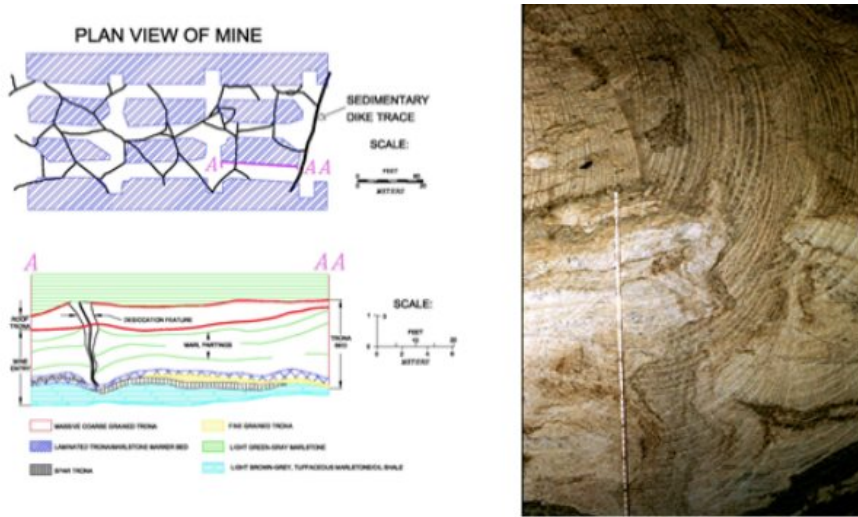 PLAN VIEW OF MINE
SEDIMENTARY
DIKE TRACE
SCALE:
FEET
METERS
A
A A
A
A A
ROOF
TRONA
MINE
ENTRY
DESICCATION FEATURE
MARL PARTINGS
TRONA
BED
SCALE:
FEET
METERS
MASSIVE COARSE GRAINED TRONA
FINE GRAINED TRONA
LAMINATED TRONA/MARLSTONE MARKER BED
LIGHT GREEN-GRAY MARLSTONE
SPAR TRONA
LIGHT BROWN-GREY, TUFFACEOUS MARLSTONE/OIL SHALE